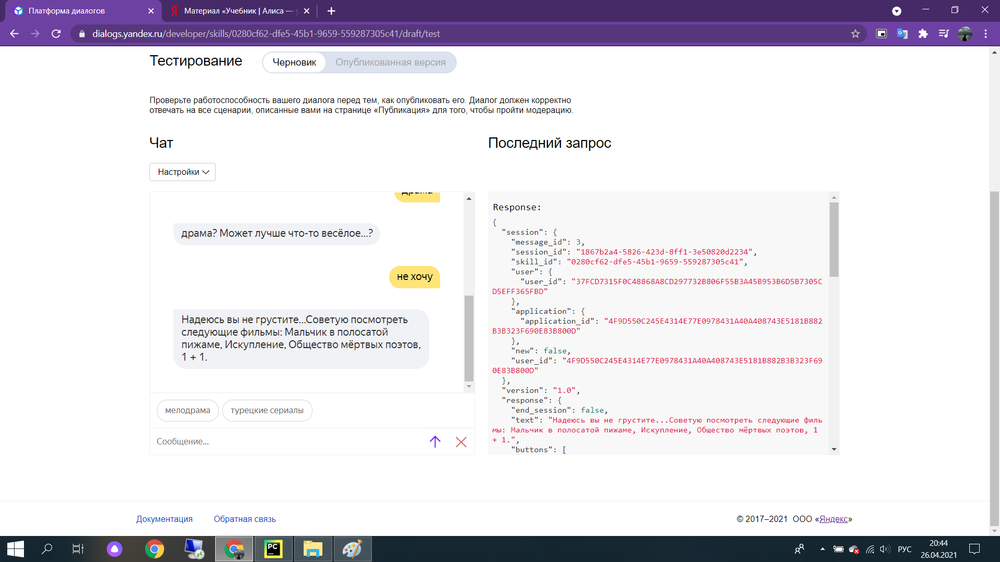 Платформа диалогов
Материал «Учебник | Алиса —
dialogs.yandex.ru/developer/skills/0280cf62-dfe5-45b1-9659-559287305c41/draft/test
Тестирование
Черновик
Опубликованная версия
Проверьте работоспособность вашего диалога перед тем, как опубликовать его. Диалог должен корректно
отвечать на все сценарии, описанные вами на странице «Публикация» для того, чтобы пройти модерацию.
Чат
Настройки
драма
драма? Может лучше что-то весёлое...?
не хочу
Надеюсь вы не грустите...Советую посмотреть
следующие фильмы: Мальчик в полосатой
пижаме, Искупление, Общество мёртвых поэтов,
1 + 1.
мелодрама
турецкие сериалы
Сообщение...
Последний запрос
Response:
{
"session": {
"message_id": 3,
"session_id": "1867b2a4-5826-423d-8ff1-3e50820d2234",
"skill_id": "0280cf62-dfe5-45b1-9659-559287305c41",
"user": {
"user_id": "37FCD7315F0C48868A8CD297732B806F55B3A45B953B6D5B7305C
D5EFF365FBD"
},
"application": {
"application_id": "4F9D550C245E4314E77E0978431A40A408743E5181B882
B3B323F690E83B800D"
},
"new": false,
"user_id": "4F9D550C245E4314E77E0978431A40A408743E5181B882B3B323F69
0E83B800D"
},
"version": "1.0",
"response": {
"end_session": false,
"text": "Надеюсь вы не грустите...Советую посмотреть следующие филь
мы: Мальчик в полосатой пижаме, Искупление, Общество мёртвых поэтов, 1
+ 1.",
"buttons": [
Документация
Обратная связь
© 2017–2021 ООО «Яндекс»
PC
РУС
20:44
26.04.2021